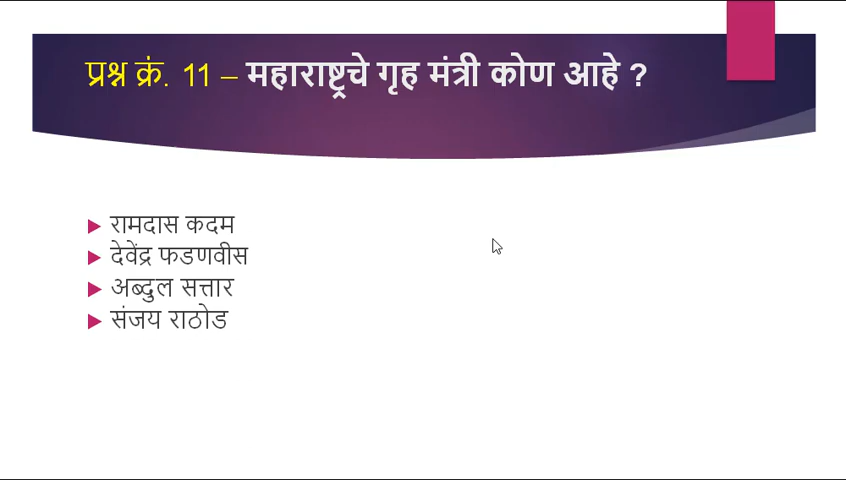 प्रश्न क्रं. 11 – महाराष्ट्रचे गृह मंत्री कोण आहे ?
रामदास कदम
देवेंद्र फडणवीस
अब्दुल सत्तार
संजय राठोड